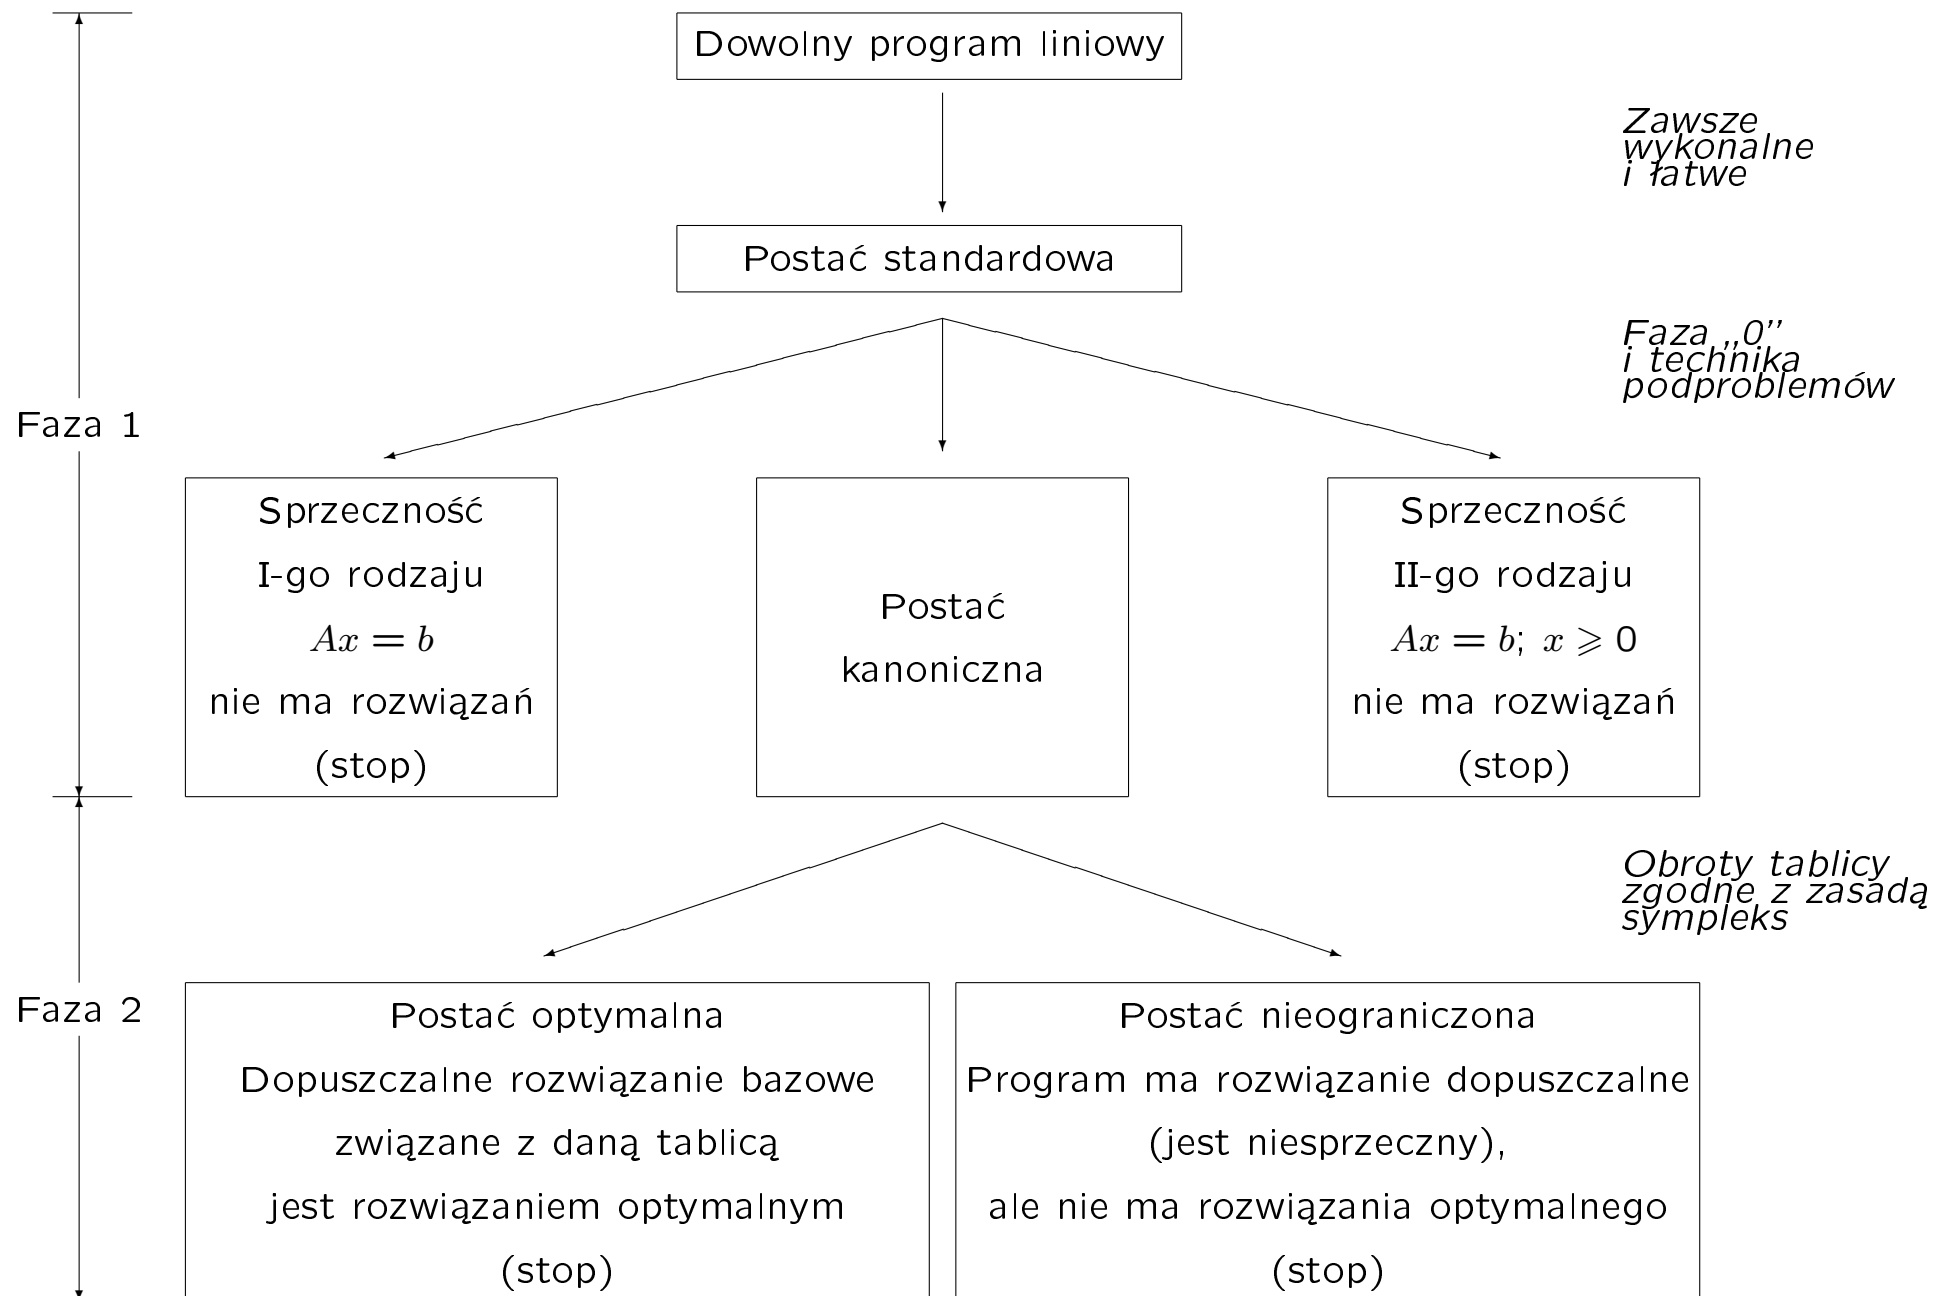 Dowolny program liniowy
Zawsze
wykonalne
i łatwe
Postać standardowa
Faza „0”
i technika
podproblemów
Faza 1
Sprzeczność
I-go rodzaju
Ax = b
nie ma rozwiązań
(stop)
Postać
kanoniczna
Sprzeczność
II-go rodzaju
Ax = b; x ⩾ 0
nie ma rozwiązań
(stop)
Obroty tablicy
zgodne z zasadą
sympleks
Faza 2
Postać optymalna
Dopuszczalne rozwiązanie bazowe
związane z daną tablicą
jest rozwiązaniem optymalnym
(stop)
Postać nieograniczona
Program ma rozwiązanie dopuszczalne
(jest niesprzeczny),
ale nie ma rozwiązania optymalnego
(stop)